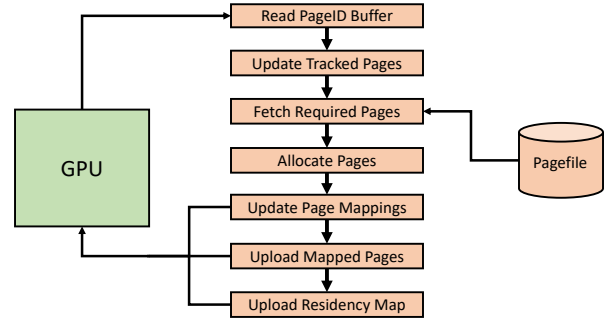 Read PageID Buffer
Update Tracked Pages
Fetch Required Pages
GPU
Allocate Pages
Pagefile
Update Page Mappings
Upload Mapped Pages
Upload Residency Map